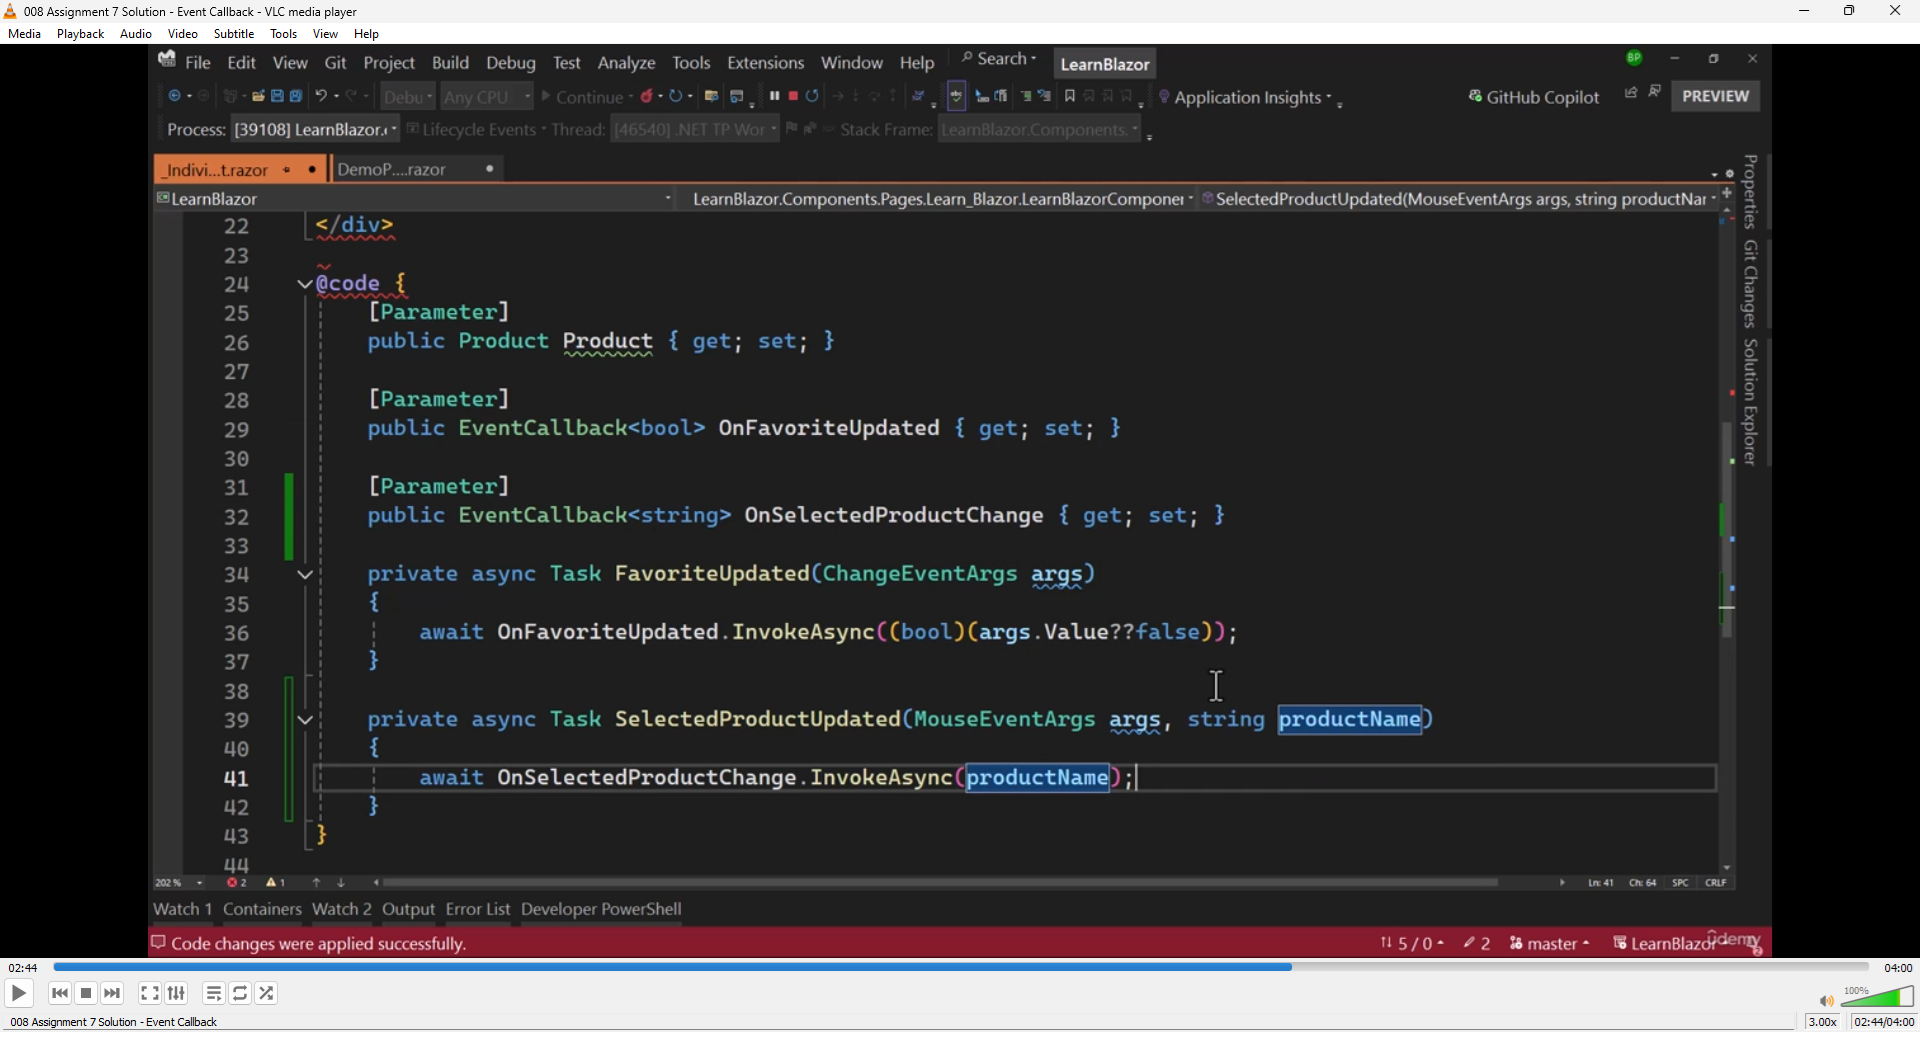 008 Assignment 7 Solution - Event Callback - VLC media player
Media Playback Audio Video Subtitle Tools View Help
File Edit View Git Project Build Debug Test Analyze Tools Extensions Window Help Search LearnBlazor BP
Debu Any CPU Continue Application Insights GitHub Copilot PREVIEW
Process: [39108] LearnBlazor.e Lifecycle Events Thread: [46540] .NET TP Wor Stack Frame: LearnBlazor.Components.
_Indivi...t.razor DemoP....razor
LearnBlazor LearnBlazor.Components.Pages.Learn_Blazor.LearnBlazorComponer SelectedProductUpdated(MouseEventArgs args, string productNar
22 </div>
23
24 @code {
25 [Parameter]
26 public Product Product { get; set; }
27
28 [Parameter]
29 public EventCallback<bool> OnFavoriteUpdated { get; set; }
30
31 [Parameter]
32 public EventCallback<string> OnSelectedProductChange { get; set; }
33
34 private async Task FavoriteUpdated(ChangeEventArgs args)
35 {
36 await OnFavoriteUpdated.InvokeAsync((bool)(args.Value??false));
37 }
38
39 private async Task SelectedProductUpdated(MouseEventArgs args, string productName)
40 {
41 await OnSelectedProductChange.InvokeAsync(productName);
42 }
43 }
44
Properties
Git Changes
Solution Explorer
202 % 2 1 Ln: 41 Ch: 64 SPC CRLF
Watch 1 Containers Watch 2 Output Error List Developer PowerShell
Code changes were applied successfully. 5 / 0 2 master LearnBlazor 2
udemy
02:44 04:00
100%
008 Assignment 7 Solution - Event Callback 3.00x 02:44/04:00